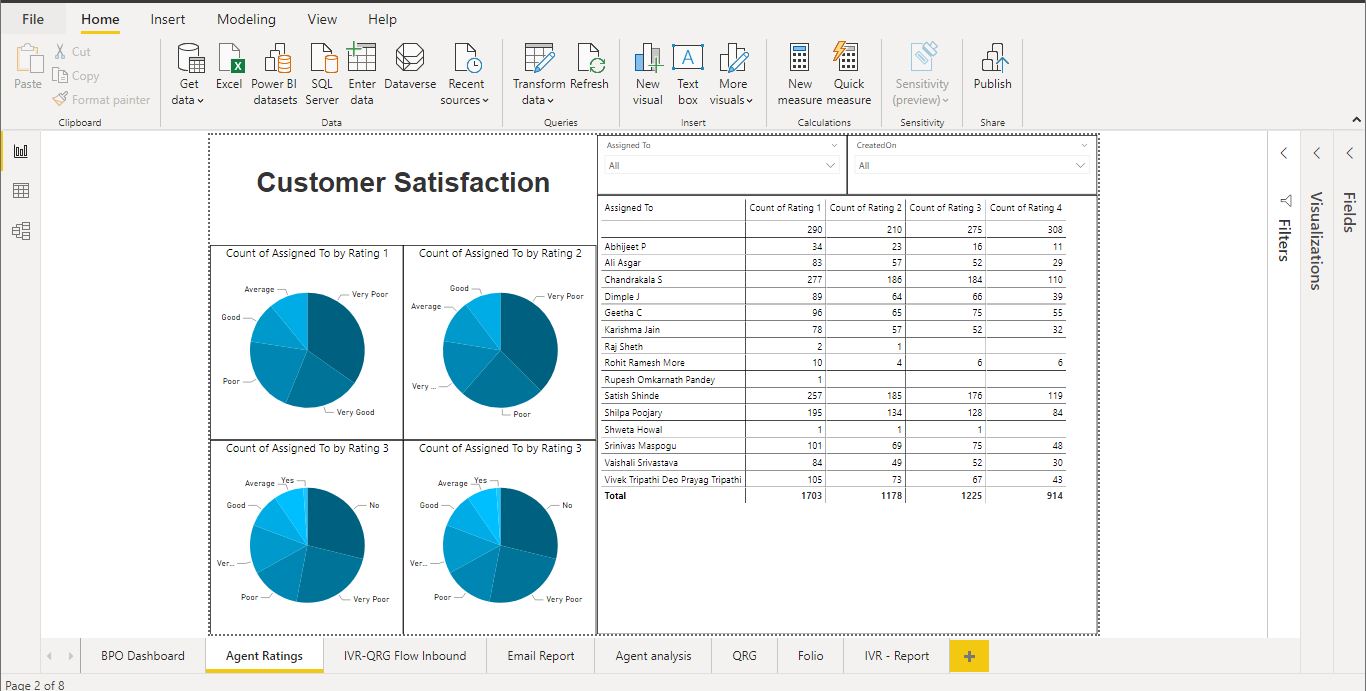 File Home Insert Modeling View Help
Paste
Cut
Copy
Format painter
Clipboard
Get data
Excel
Power BI datasets
SQL Server
Enter data
Dataverse
Recent sources
Data
Transform data
Refresh
Queries
New visual
Text box
More visuals
Insert
New measure
Quick measure
Calculations
Sensitivity (preview)
Sensitivity
Publish
Share
Customer Satisfaction
Assigned To
All
CreatedOn
All
Count of Assigned To by Rating 1
Average
Very Poor
Good
Poor
Very Good
Count of Assigned To by Rating 2
Good
Very Poor
Average
Very ...
Poor
Count of Assigned To by Rating 3
Average
Yes
No
Good
Ver...
Poor
Very Poor
Count of Assigned To by Rating 3
Average
Yes
No
Good
Ver...
Poor
Very Poor
Assigned To Count of Rating 1 Count of Rating 2 Count of Rating 3 Count of Rating 4
290 210 275 308
Abhijeet P 34 23 16 11
Ali Asgar 83 57 52 29
Chandrakala S 277 186 184 110
Dimple J 89 64 66 39
Geetha C 96 65 75 55
Karishma Jain 78 57 52 32
Raj Sheth 2 1
Rohit Ramesh More 10 4 6 6
Rupesh Omkarnath Pandey 1
Satish Shinde 257 185 176 119
Shilpa Poojary 195 134 128 84
Shweta Howal 1 1 1
Srinivas Maspogu 101 69 75 48
Vaishali Srivastava 84 49 52 30
Vivek Tripathi Deo Prayag Tripathi 105 73 67 43
Total 1703 1178 1225 914
Filters
Visualizations
Fields
BPO Dashboard Agent Ratings IVR-QRG Flow Inbound Email Report Agent analysis QRG Folio IVR - Report +
Page 2 of 8